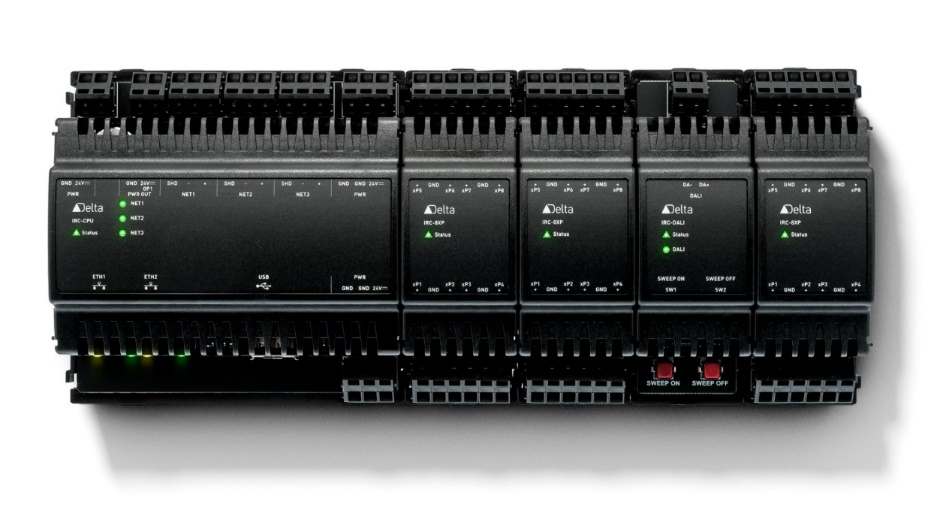 GND 24V GND 24V SHD - + SHD - + SHD - + GND GND 24V
PWR PWR OUT NET1 NET2 NET3 PWR
OP1
Delta
IRC-CPU
Status
NET1
NET2
NET3
ETH1 ETH2 USB PWR
GND GND 24V
xP5 GND xP6 xP7 GND xP8
Delta
IRC-8XP
Status
xP1 GND xP2 xP3 GND xP4
xP5 GND xP6 xP7 GND xP8
Delta
IRC-8XP
Status
xP1 GND xP2 xP3 GND xP4
DA- DA+
DALI
Delta
IRC-DALI
Status
DALI
SWEEP ON SWEEP OFF
SW1 SW2
SWEEP ON SWEEP OFF
xP5 GND xP6 xP7 GND xP8
Delta
IRC-8XP
Status
xP1 GND xP2 xP3 GND xP4